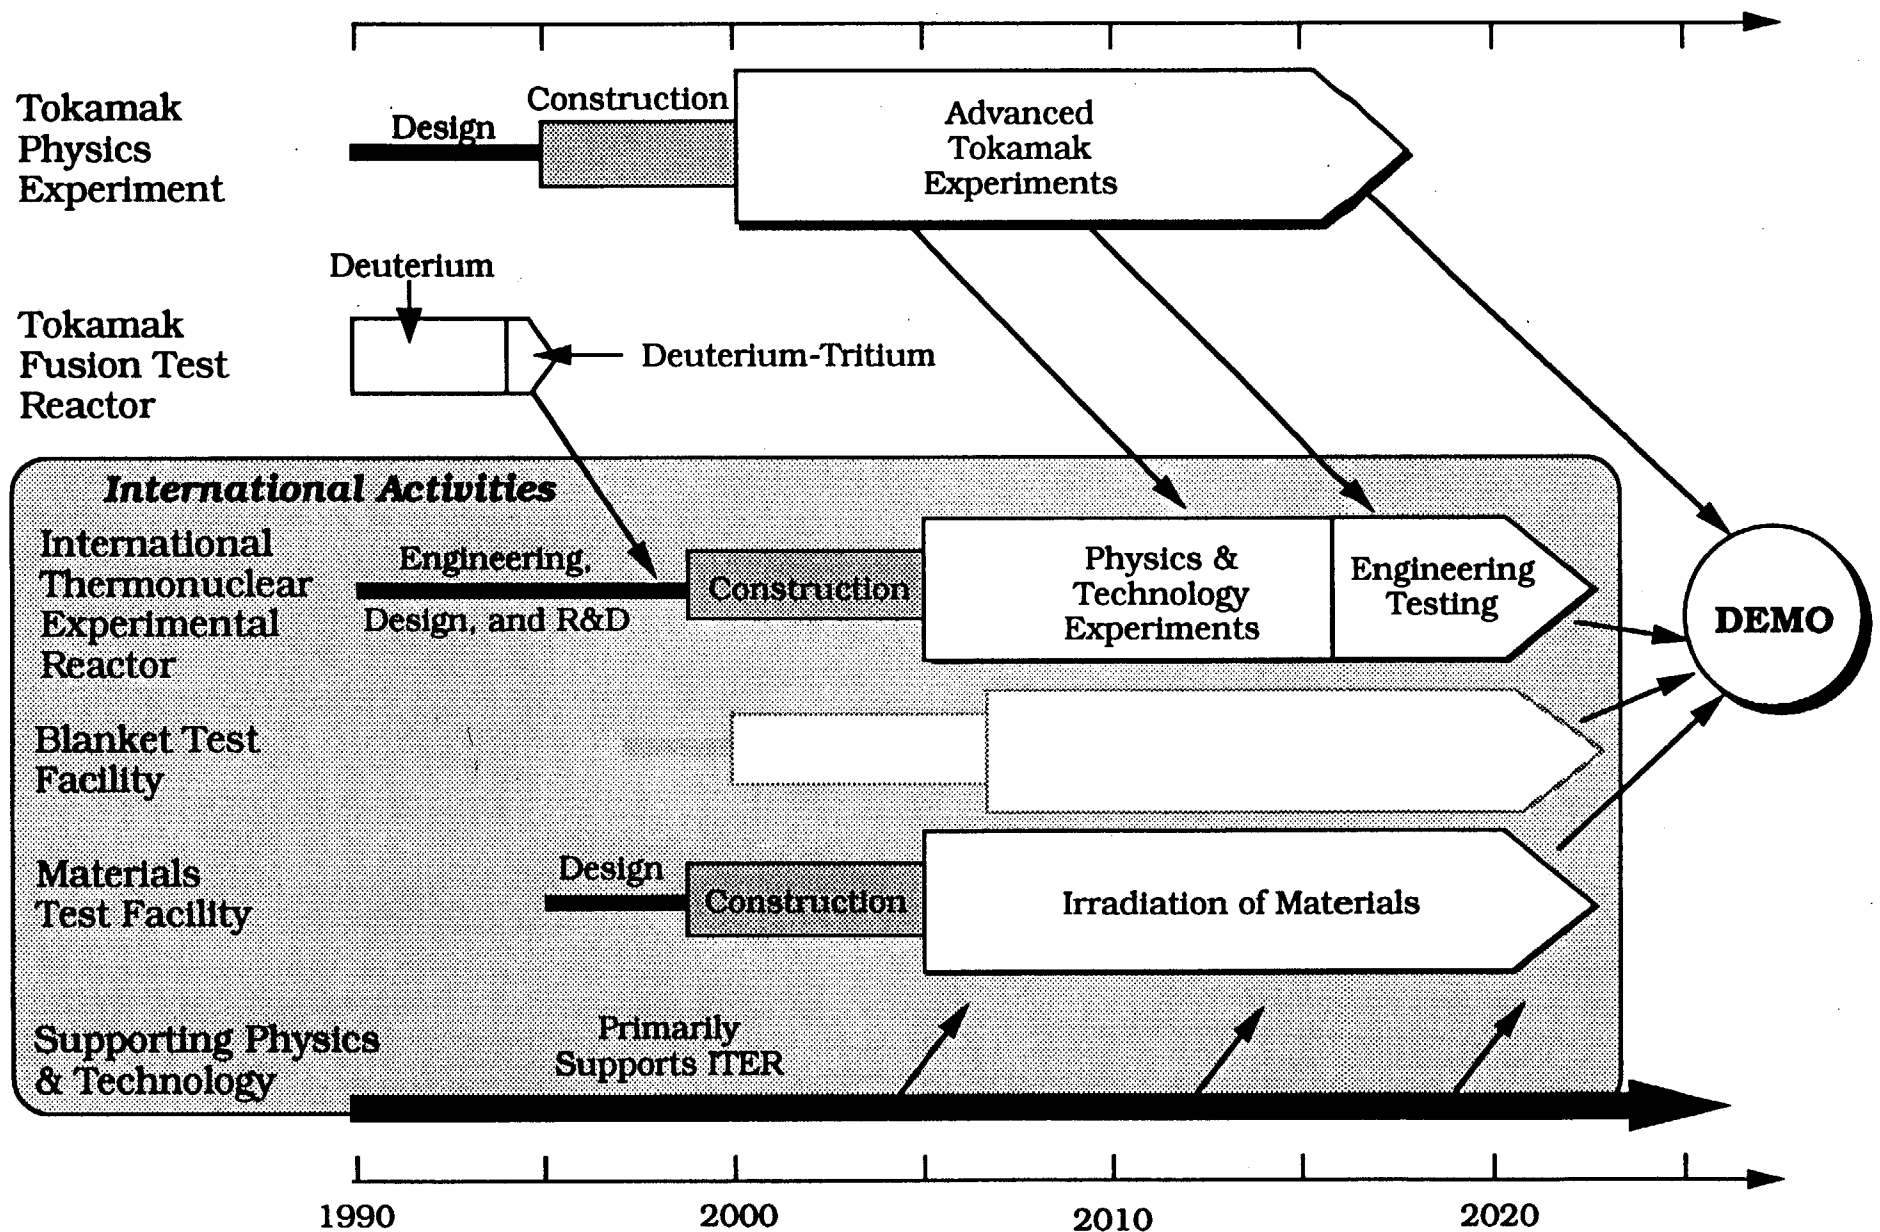 Tokamak
Physics
Experiment
Design
Construction
Advanced
Tokamak
Experiments
Deuterium
Tokamak
Fusion Test
Reactor
Deuterium-Tritium
International Activities
International
Thermonuclear
Experimental
Reactor
Engineering,
Design, and R&D
Construction
Physics &
Technology
Experiments
Engineering
Testing
DEMO
Blanket Test
Facility
Materials
Test Facility
Design
Construction
Irradiation of Materials
Supporting Physics
& Technology
Primarily
Supports ITER
1990
2000
2010
2020